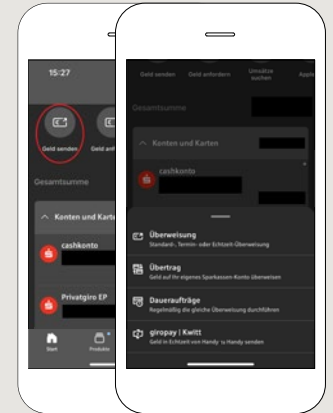 15:27
Geld senden
Geld anf
Gesamtsumme
Konten und Karte
cashkonto
Privatgiro EP
Start
Produkte
Geld senden
Geld anfordern
Umsätze
suchen
Apple
Gesamtsumme
Konten und Karten
cashkonto
Überweisung
Standard-, Termin- oder Echtzeit-Überweisung
Übertrag
Geld auf Ihr eigenes Sparkassen-Konto überweisen
Daueraufträge
Regelmäßig die gleiche Überweisung durchführen
giropay | Kwitt
Geld in Echtzeit von Handy zu Handy senden